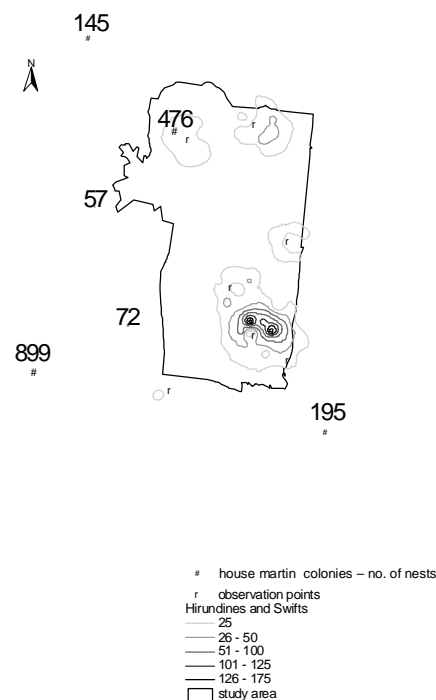 145
#
N
476
#
r
r
57
r
r
72
r
899
#
r
r
195
#
# house martin colonies – no. of nests
r observation points
Hirundines and Swifts
25
26 - 50
51 - 100
101 - 125
126 - 175
study area